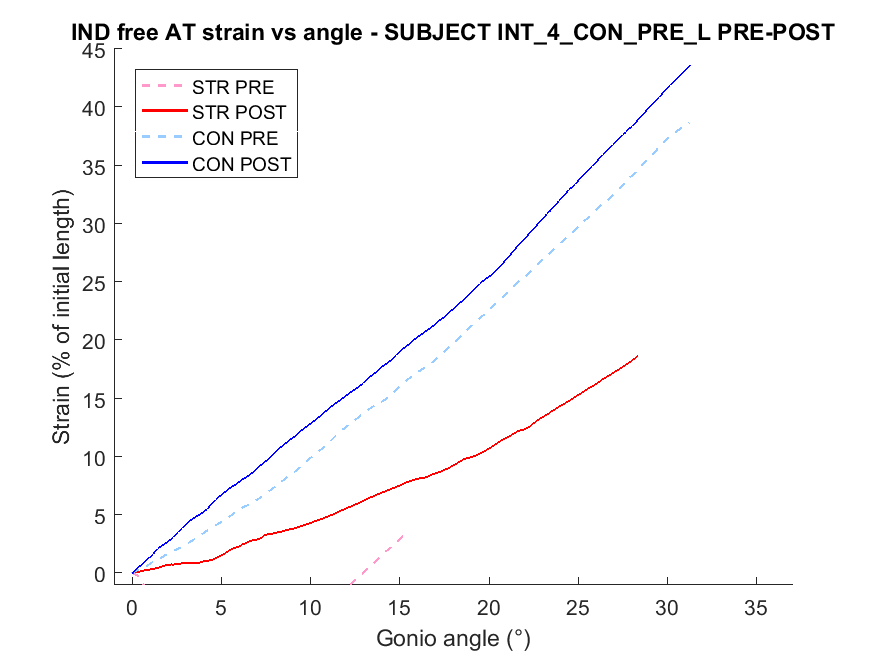 IND free AT strain vs angle - SUBJECT INT_4_CON_PRE_L PRE-POST
45
40
35
30
25
20
15
10
5
0
Strain (% of initial length)
STR PRE
STR POST
CON PRE
CON POST
0 5 10 15 20 25 30 35
Gonio angle (°)